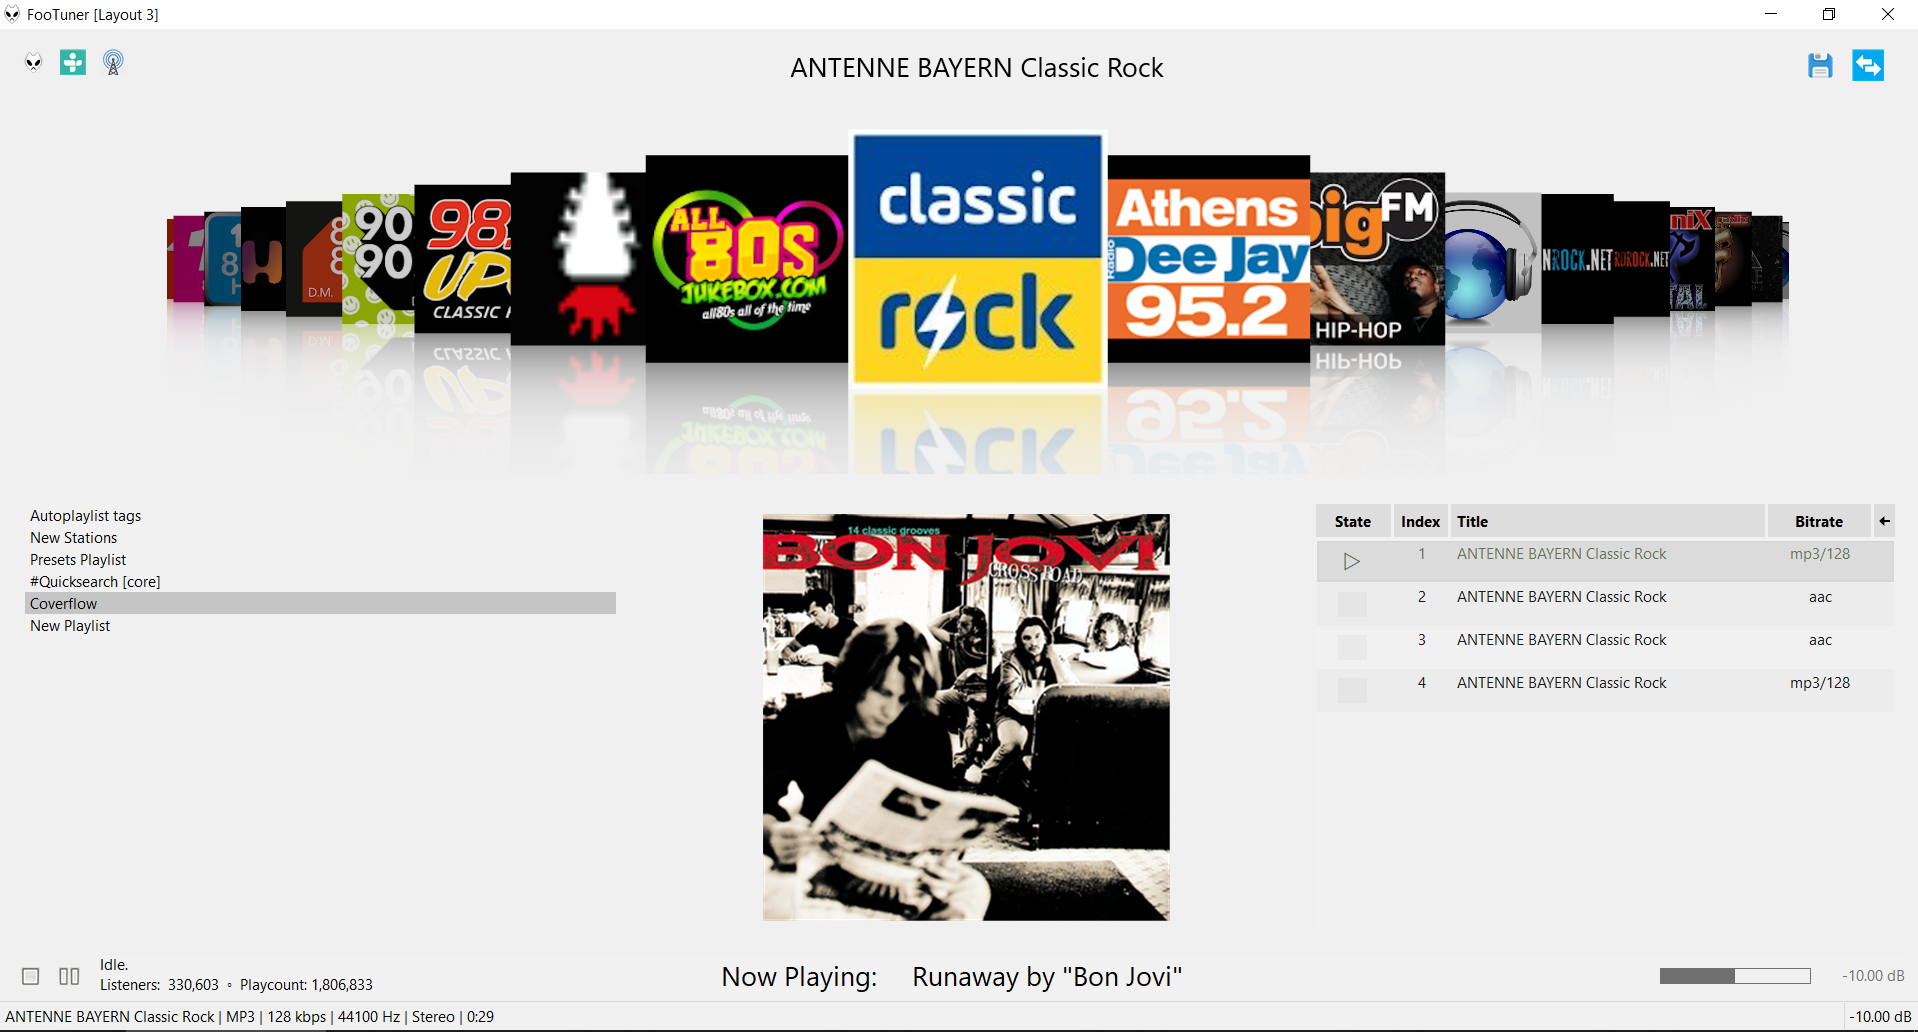 FooTuner [Layout 3]
ANTENNE BAYERN Classic Rock
D.M.
90
90
98.
UP
CLASSIC
ALL
80s
JUKEBOX.COM
all80s all of the time
classic
rock
Athens
Radio
Dee Jay
95.2
bigFM
HIP-HOP
NROCK.NET
RDROCK.NET
Autoplaylist tags
New Stations
Presets Playlist
#Quicksearch [core]
Coverflow
New Playlist
14 classic grooves
BON JOVI
CROSS ROAD
State Index Title Bitrate
1 ANTENNE BAYERN Classic Rock mp3/128
2 ANTENNE BAYERN Classic Rock aac
3 ANTENNE BAYERN Classic Rock aac
4 ANTENNE BAYERN Classic Rock mp3/128
Idle.
Listeners: 330,603 ◦ Playcount: 1,806,833
Now Playing: Runaway by "Bon Jovi"
-10.00 dB
ANTENNE BAYERN Classic Rock | MP3 | 128 kbps | 44100 Hz | Stereo | 0:29
-10.00 dB